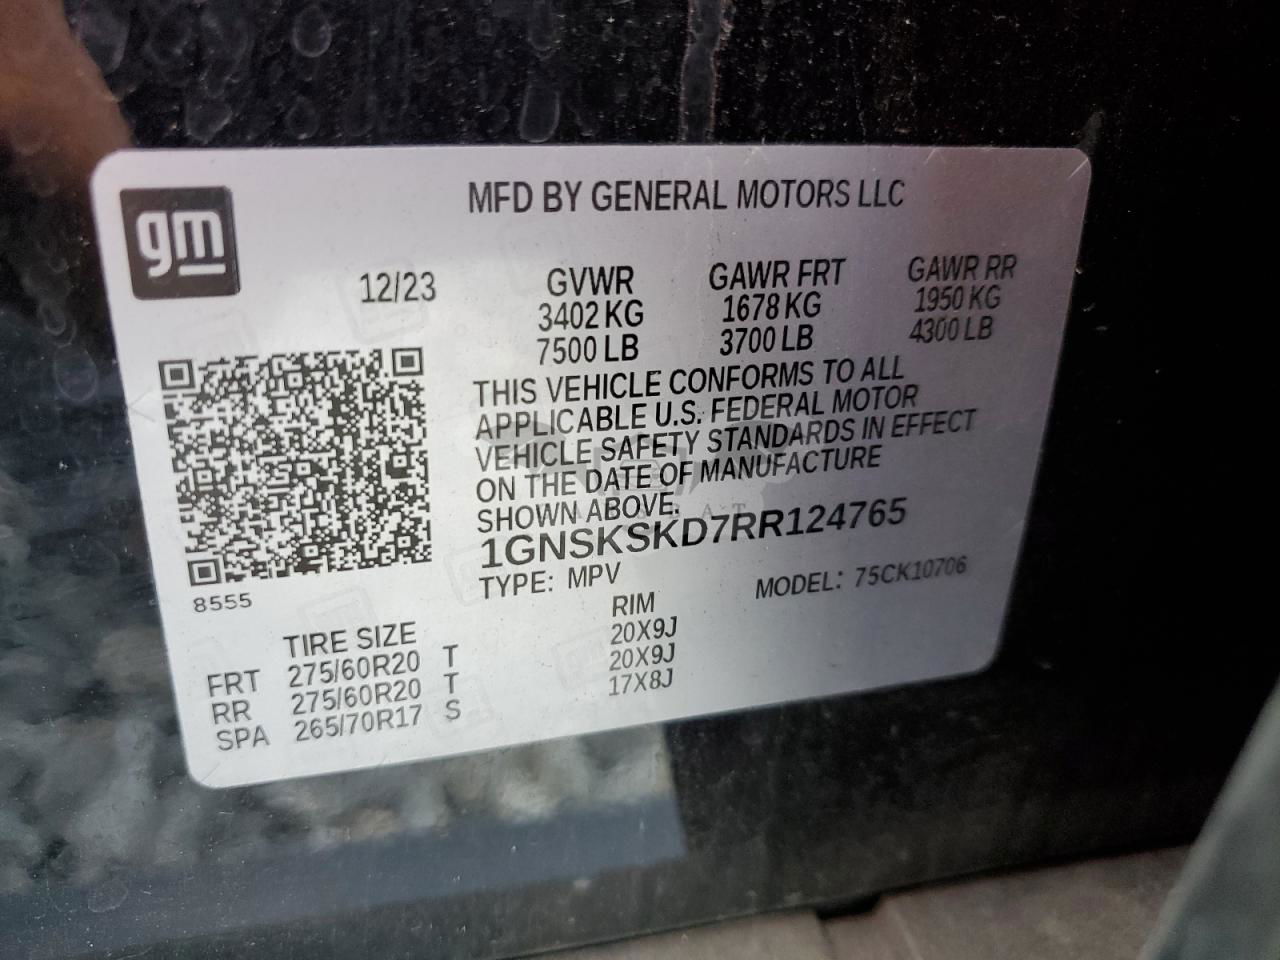 gm
MFD BY GENERAL MOTORS LLC
12/23
GVWR
3402 KG
7500 LB
GAWR FRT
1678 KG
3700 LB
GAWR RR
1950 KG
4300 LB
THIS VEHICLE CONFORMS TO ALL
APPLICABLE U.S. FEDERAL MOTOR
VEHICLE SAFETY STANDARDS IN EFFECT
ON THE DATE OF MANUFACTURE
SHOWN ABOVE.
1GNSKSKD7RR124765
TYPE: MPV
MODEL: 75CK10706
8555
TIRE SIZE RIM
FRT 275/60R20 T 20X9J
RR 275/60R20 T 20X9J
SPA 265/70R17 S 17X8J